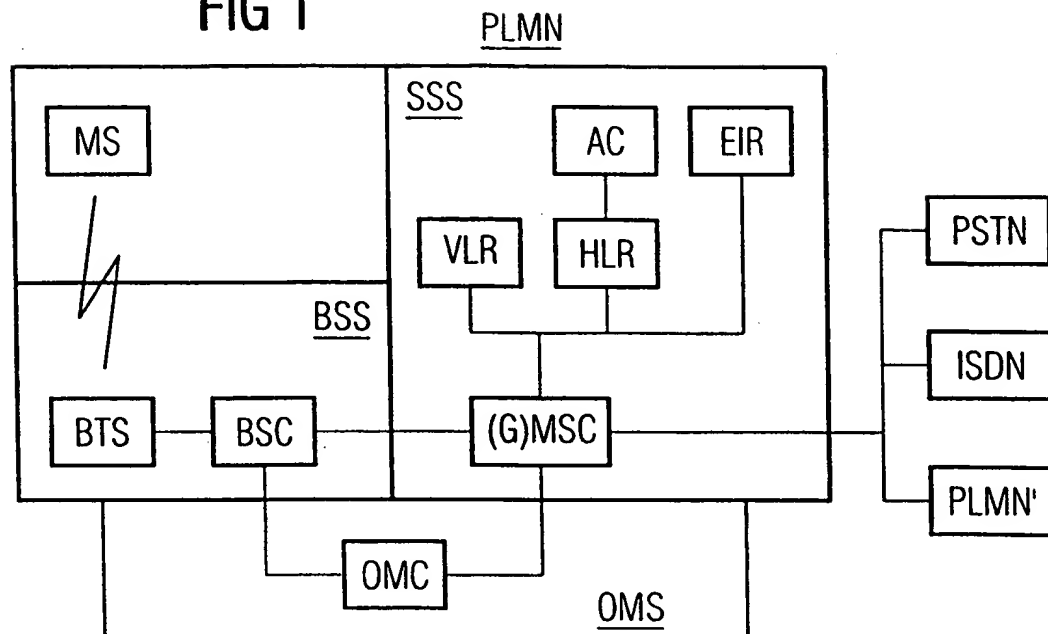 FIG 1
PLMN
SSS
MS
AC
EIR
VLR
HLR
PSTN
BSS
ISDN
BTS
BSC
(G)MSC
PLMN'
OMC
OMS